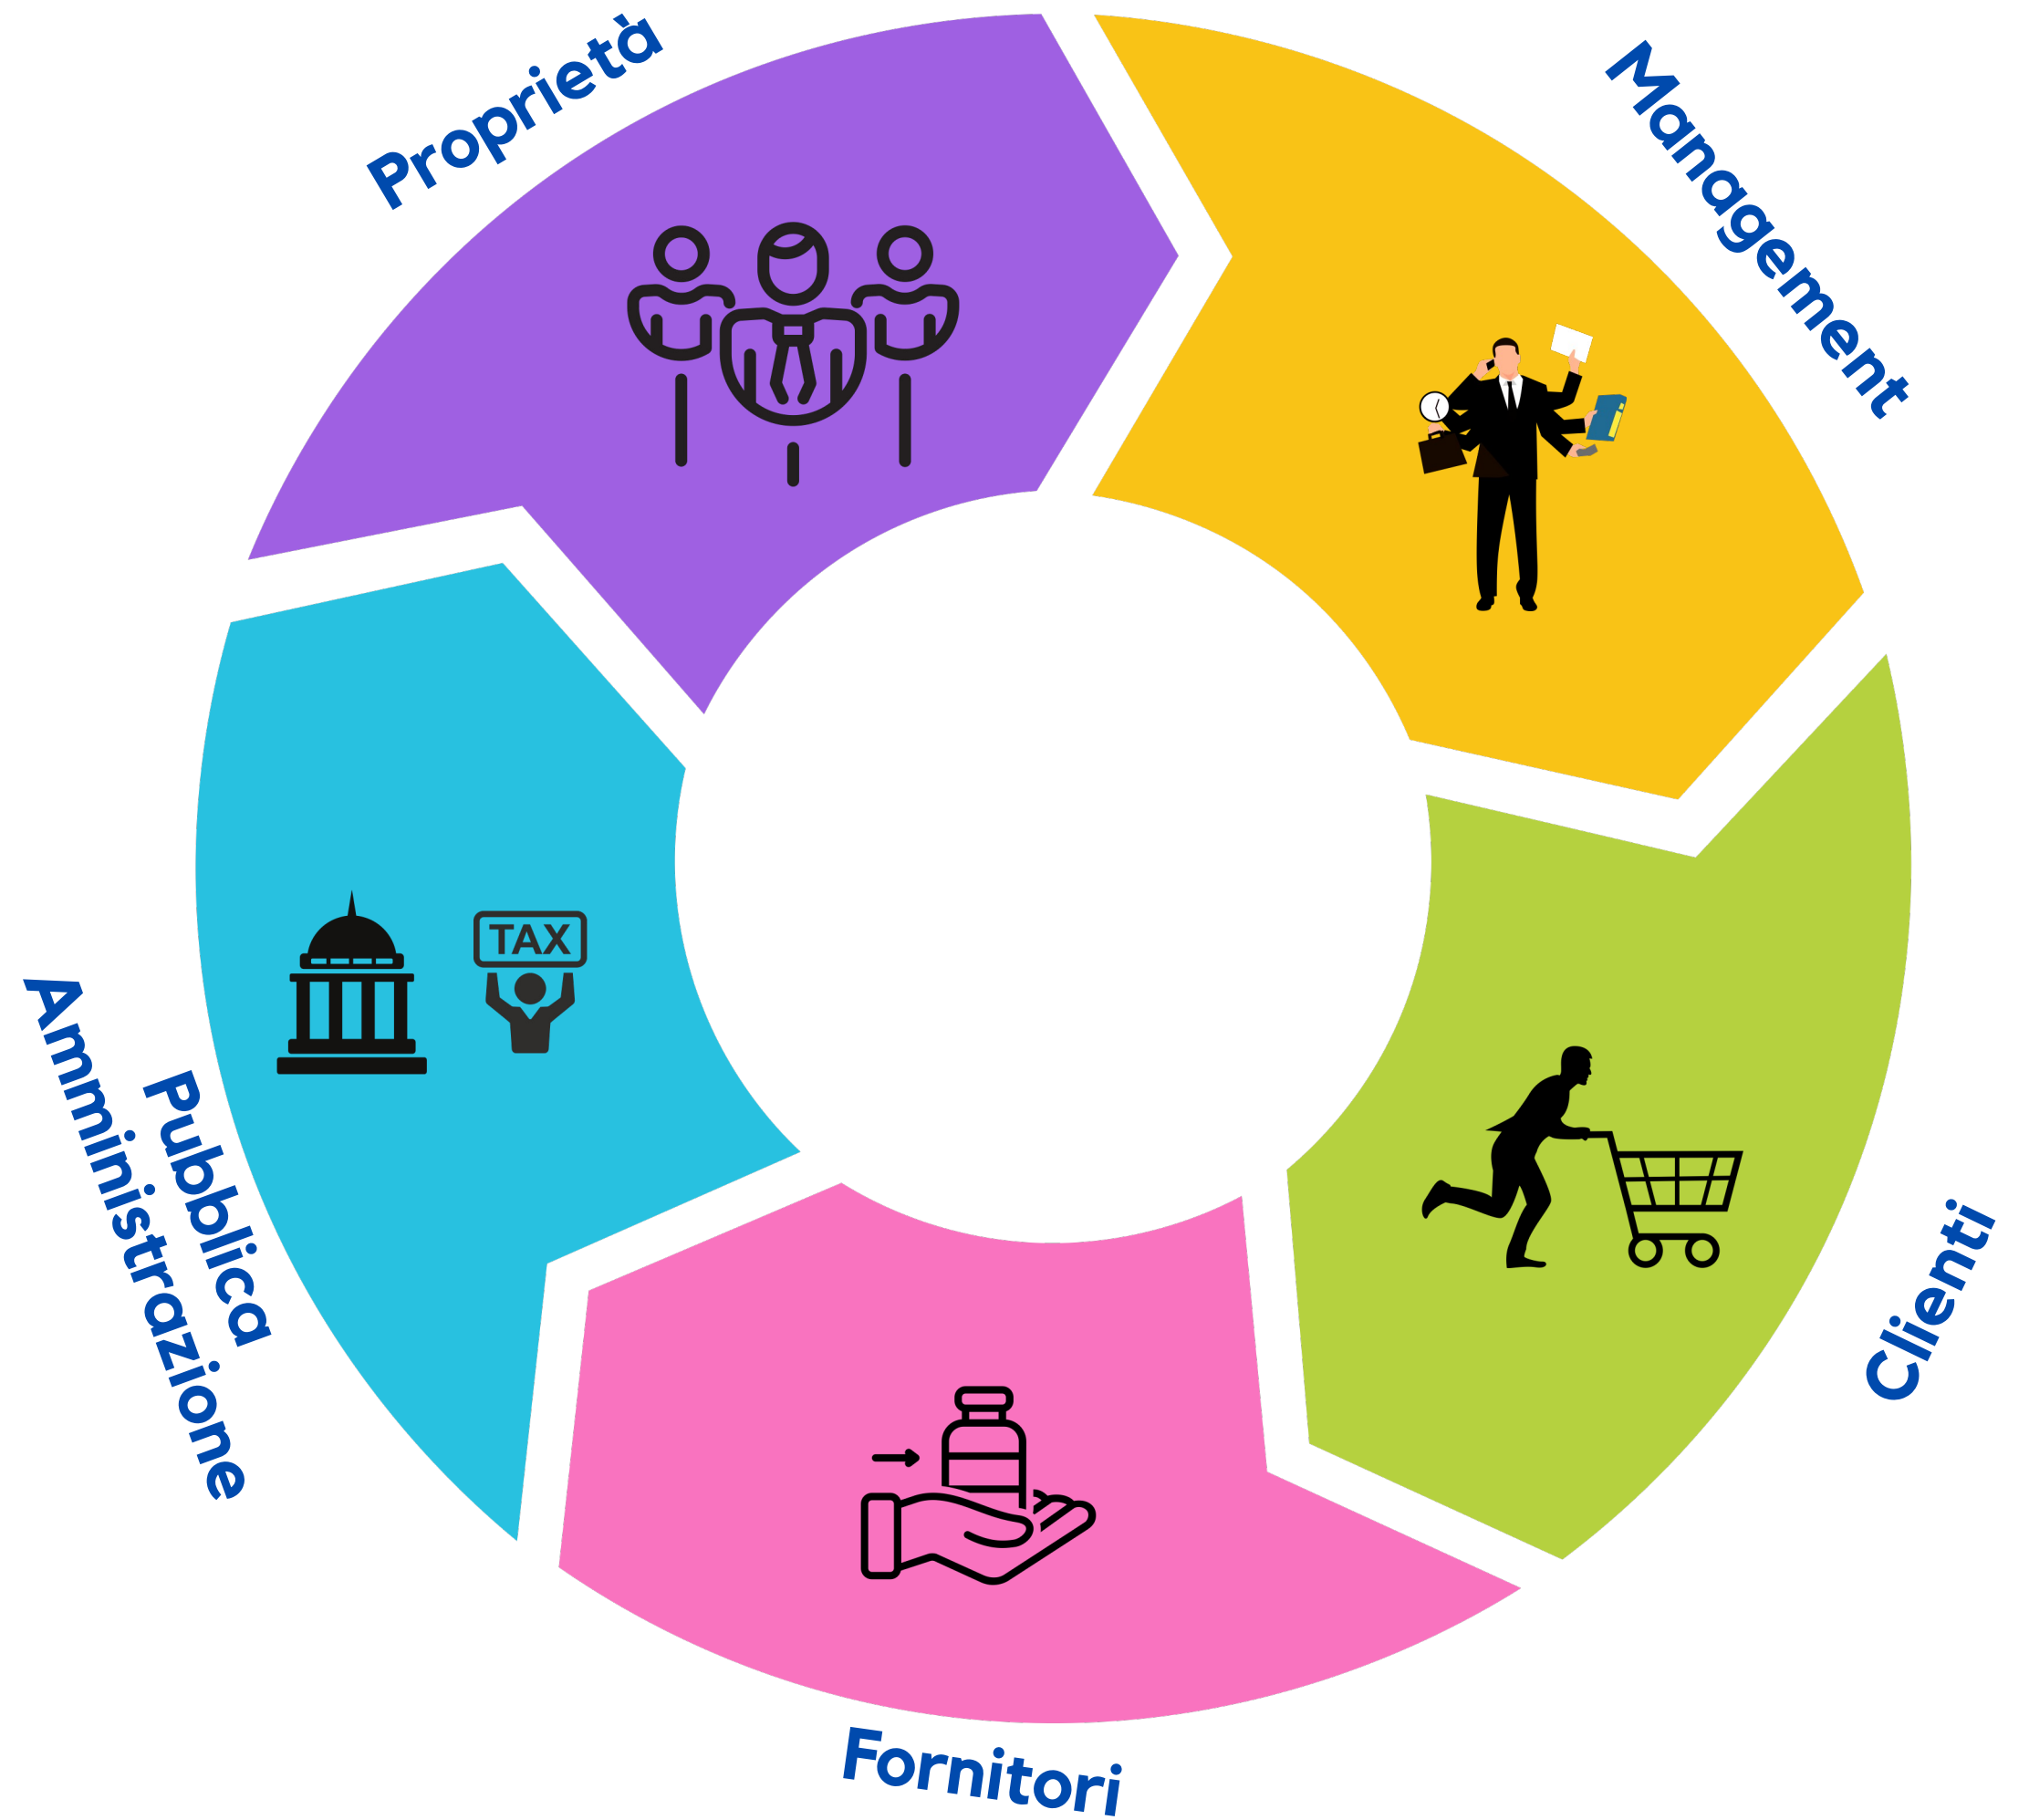 Proprietà
Management
TAX
Pubblica
Amministrazione
Clienti
Fornitori